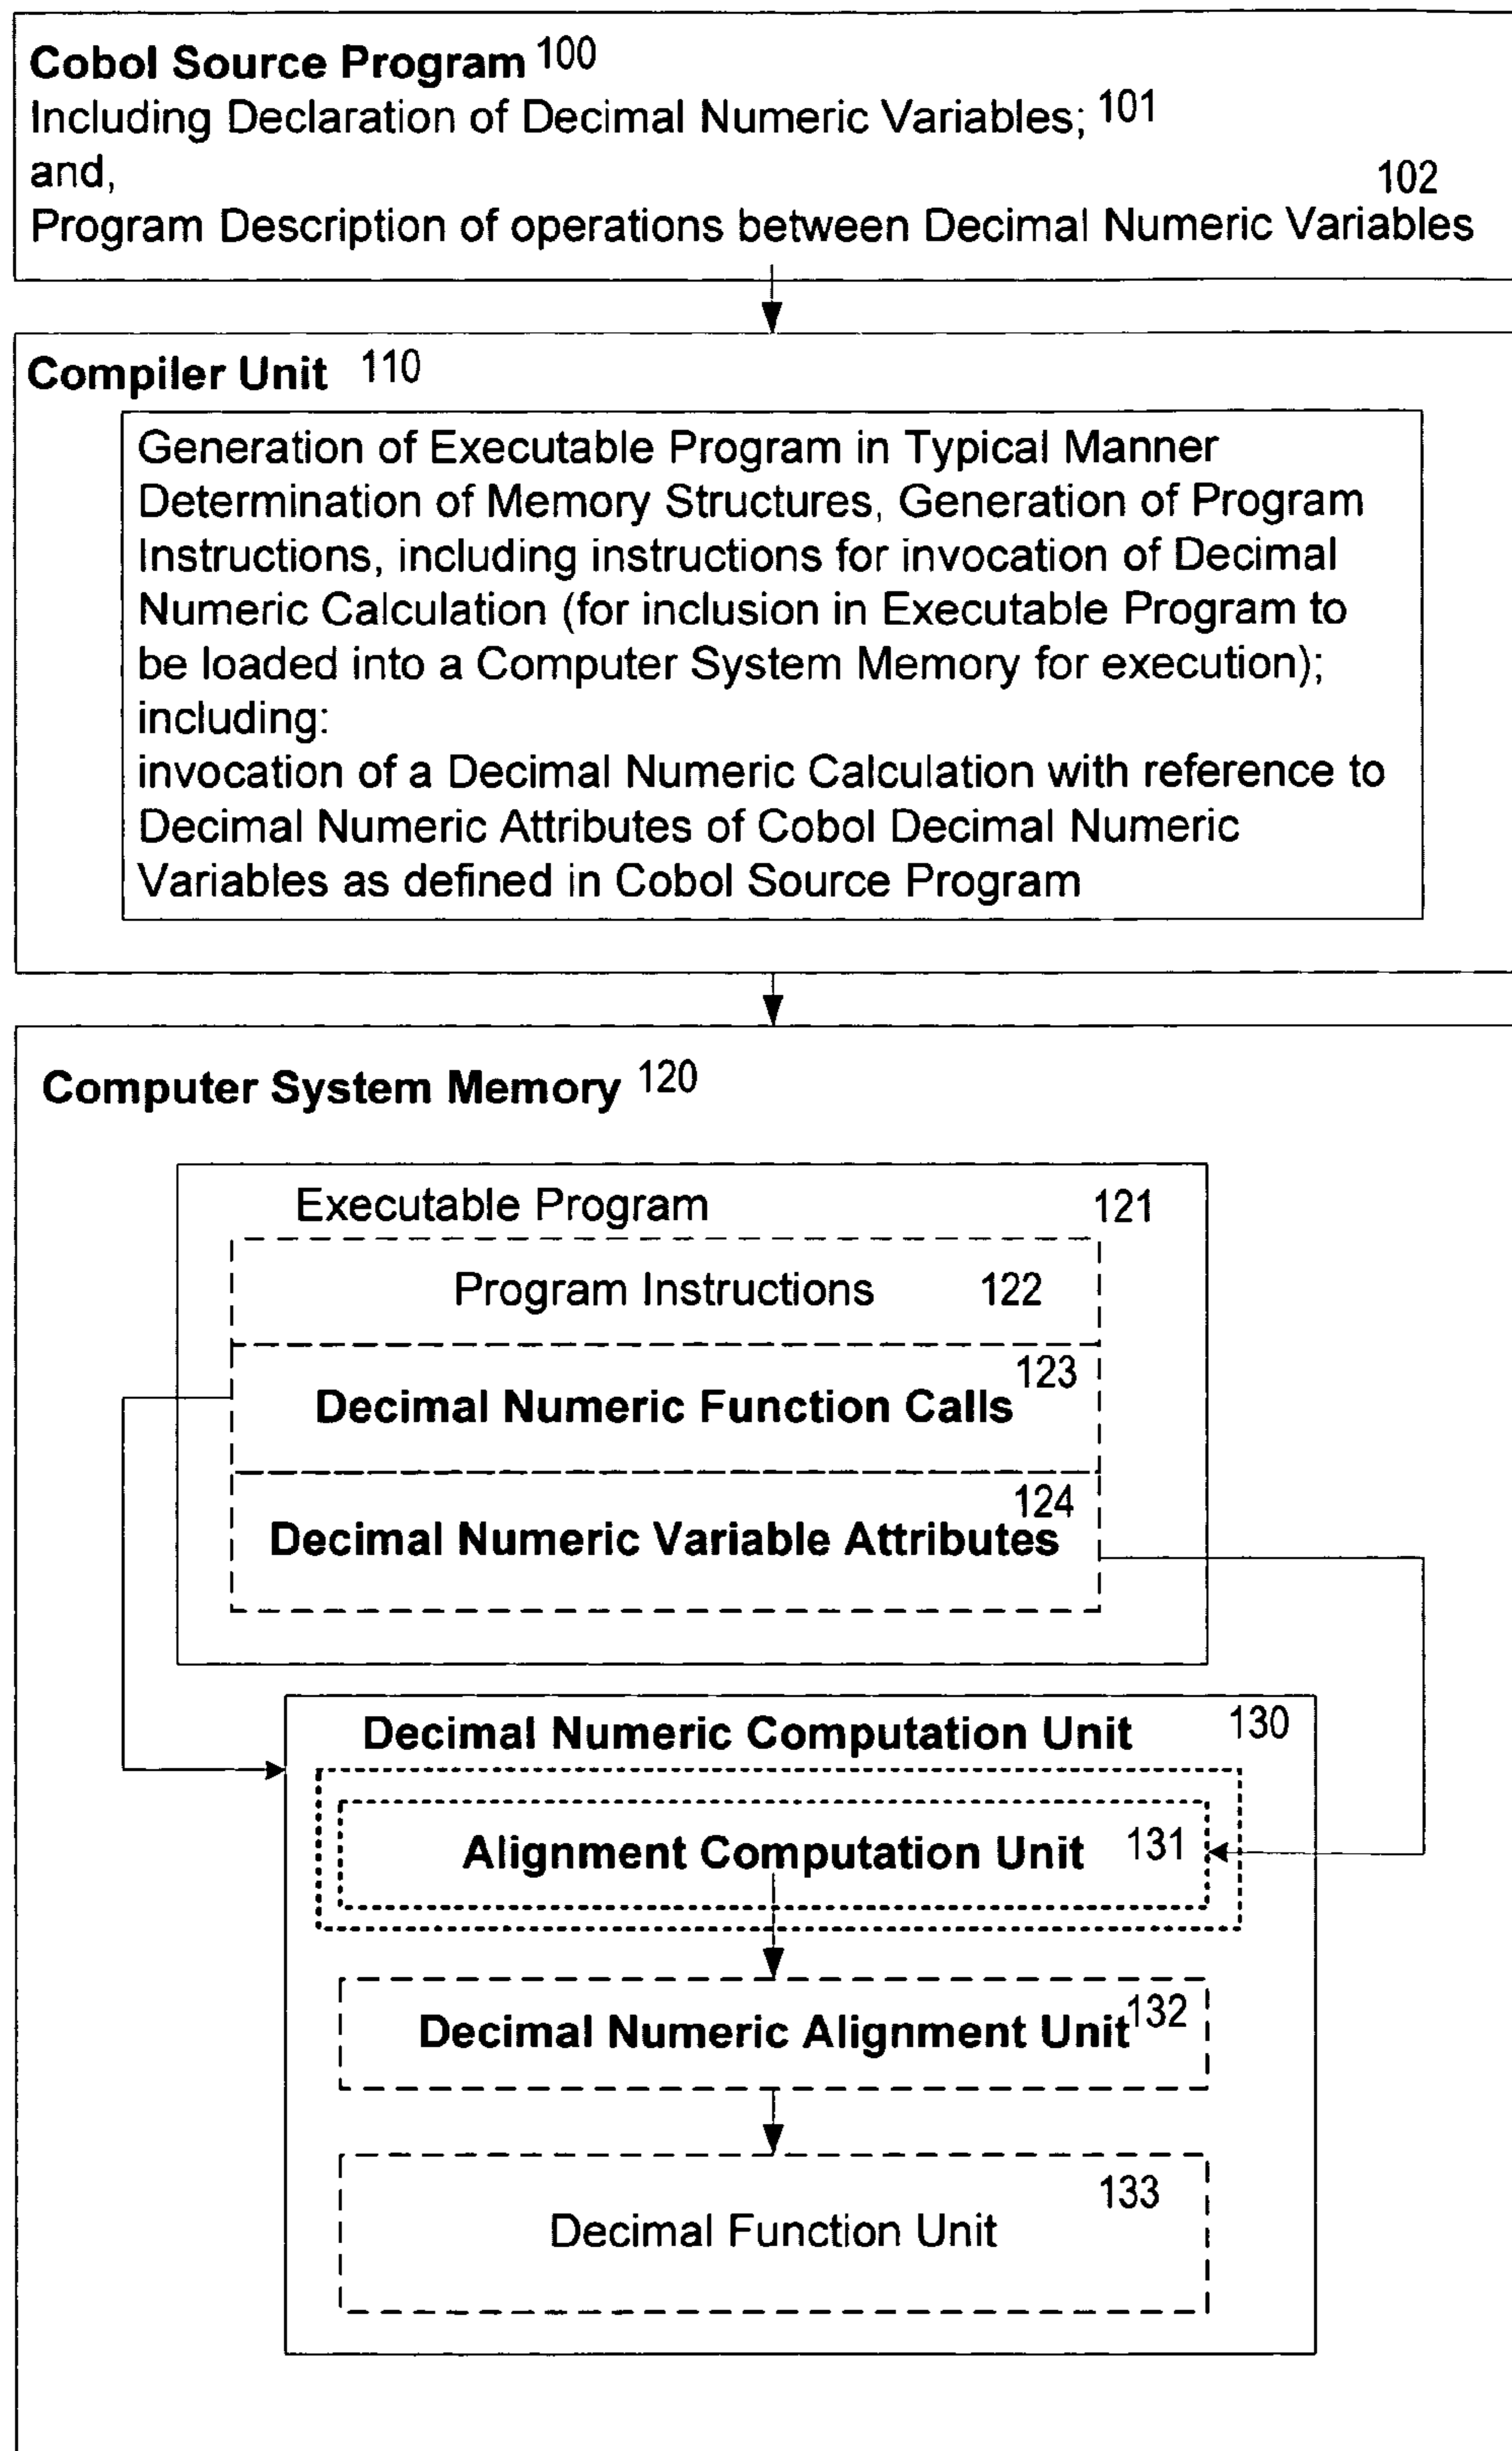 Cobol Source Program 100
Including Declaration of Decimal Numeric Variables; 101
and,
102
Program Description of operations between Decimal Numeric Variables
Compiler Unit 110
Generation of Executable Program in Typical Manner
Determination of Memory Structures, Generation of Program
Instructions, including instructions for invocation of Decimal
Numeric Calculation (for inclusion in Executable Program to
be loaded into a Computer System Memory for execution);
including:
invocation of a Decimal Numeric Calculation with reference to
Decimal Numeric Attributes of Cobol Decimal Numeric
Variables as defined in Cobol Source Program
Computer System Memory 120
Executable Program 121
Program Instructions 122
123
Decimal Numeric Function Calls
124
Decimal Numeric Variable Attributes
Decimal Numeric Computation Unit 130
Alignment Computation Unit 131
Decimal Numeric Alignment Unit 132
133
Decimal Function Unit